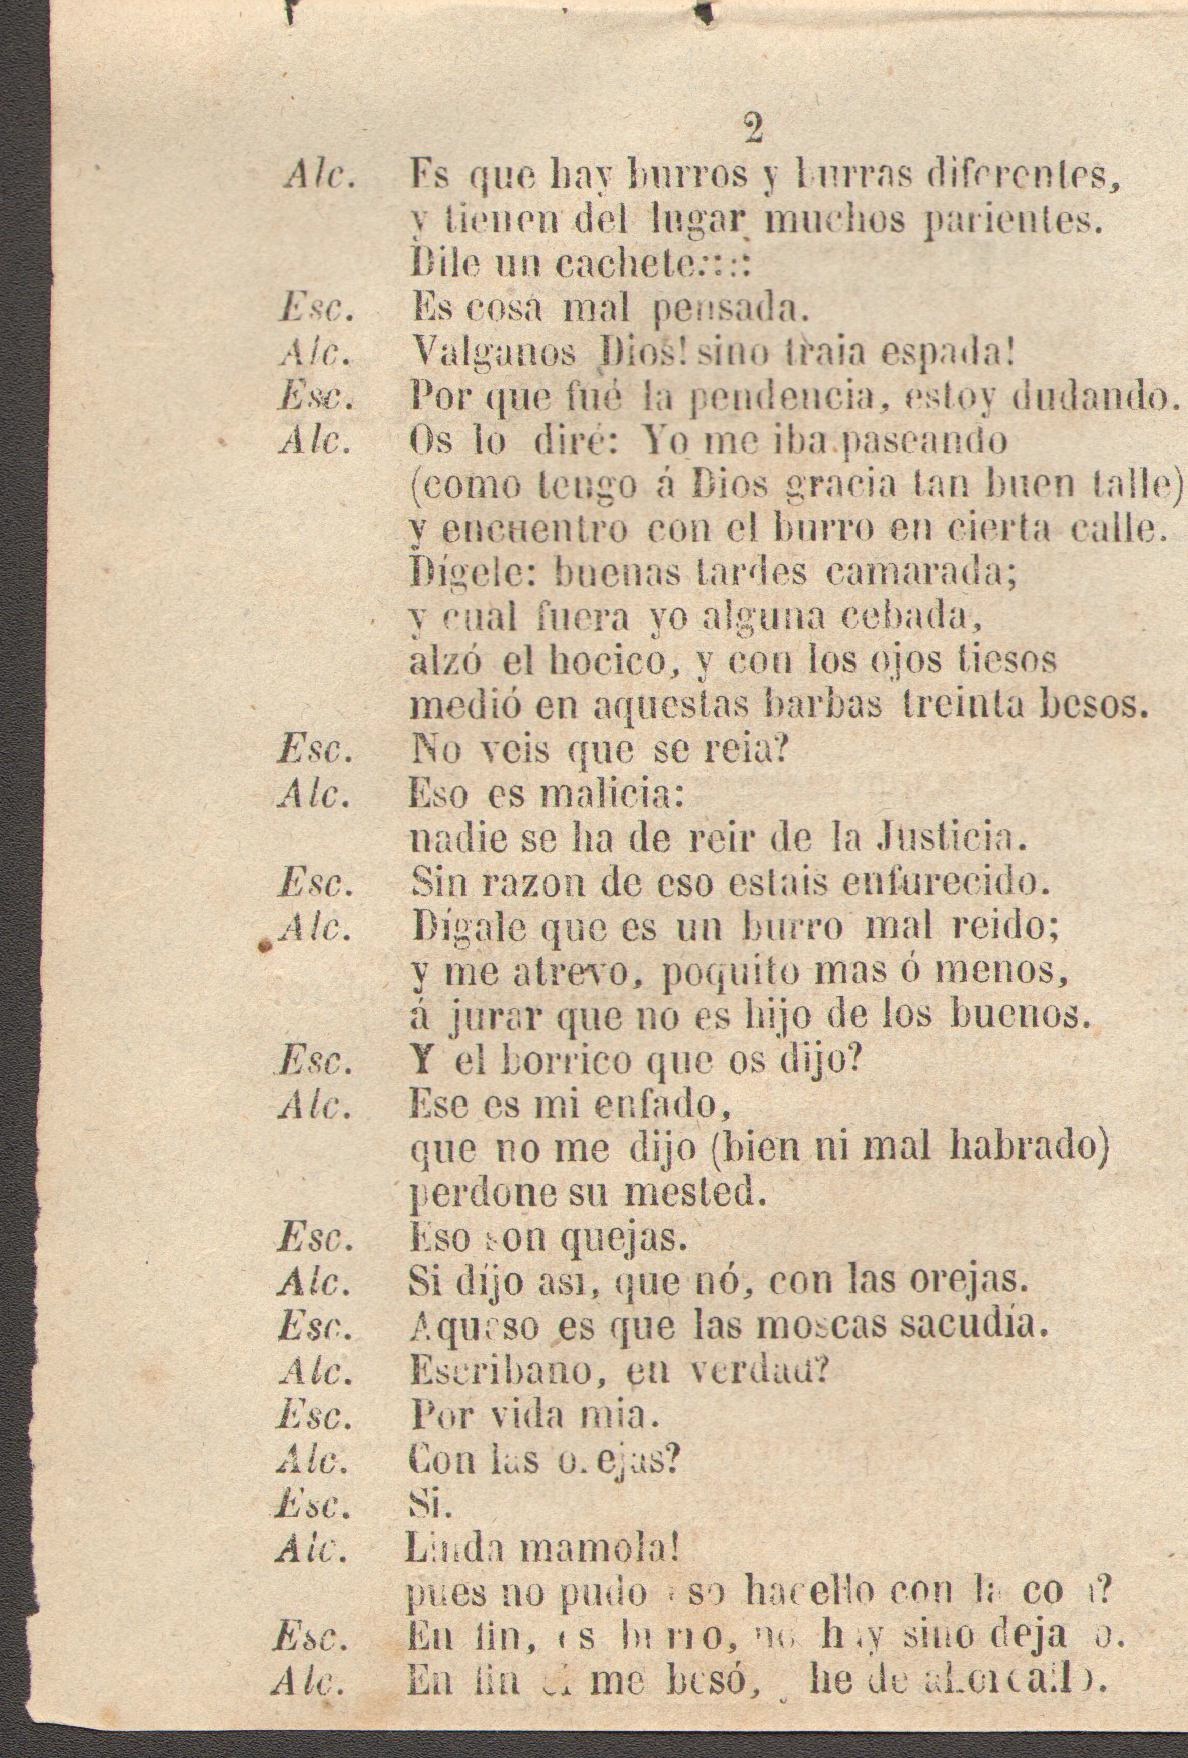 2
Alc. Es que hay burros y burras diferentes,
y tienen del lugar muchos parientes.
Dile un cachete::::
Esc. Es cosa mal pensada.
Alc. Valganos Dios! sino traia espada!
Esc. Por que fué la pendencia, estoy dudando.
Alc. Os lo diré: Yo me iba paseando
(como tengo á Dios gracia tan buen talle)
y encuentro con el burro en cierta calle.
Dígele: buenas tardes camarada;
y cual fuera yo alguna cebada,
alzó el hocico, y con los ojos tiesos
medió en aquestas barbas treinta besos.
Esc. No veis que se reia?
Alc. Eso es malicia:
nadie se ha de reir de la Justicia.
Esc. Sin razon de eso estais enfurecido.
Alc. Dígale que es un burro mal reido;
y me atrevo, poquito mas ó menos,
á jurar que no es hijo de los buenos.
Esc. Y el borrico que os dijo?
Alc. Ese es mi enfado,
que no me dijo (bien ni mal habrado)
perdone su mested.
Esc. Eso son quejas.
Alc. Si díjo asi, que nó, con las orejas.
Esc. Aqueso es que las moscas sacudía.
Alc. Escribano, en verdad?
Esc. Por vida mia.
Alc. Con las orejas?
Esc. Si.
Alc. Linda mamola!
pues no pudo eso hacello con la cola?
Esc. En fin, es burro, no hay sino dejallo.
Alc. En fin él me besó, he de ahorcallo.